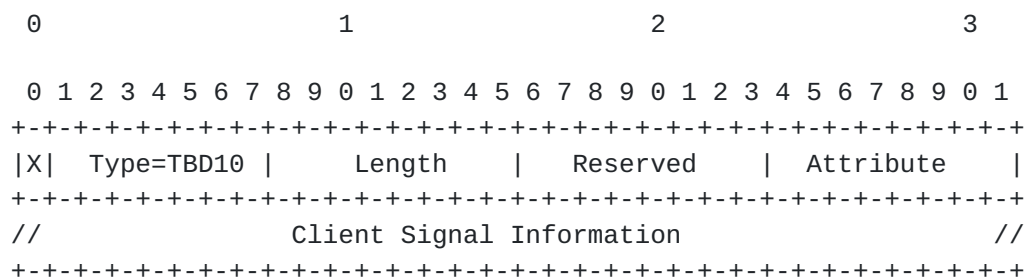 0                   1                   2                   3
0 1 2 3 4 5 6 7 8 9 0 1 2 3 4 5 6 7 8 9 0 1 2 3 4 5 6 7 8 9 0 1
+-+-+-+-+-+-+-+-+-+-+-+-+-+-+-+-+-+-+-+-+-+-+-+-+-+-+-+-+-+-+-+-+
|X|  Type=TBD10 |     Length    |   Reserved    |  Attribute    |
+-+-+-+-+-+-+-+-+-+-+-+-+-+-+-+-+-+-+-+-+-+-+-+-+-+-+-+-+-+-+-+-+
//                Client Signal Information                    //
+-+-+-+-+-+-+-+-+-+-+-+-+-+-+-+-+-+-+-+-+-+-+-+-+-+-+-+-+-+-+-+-+